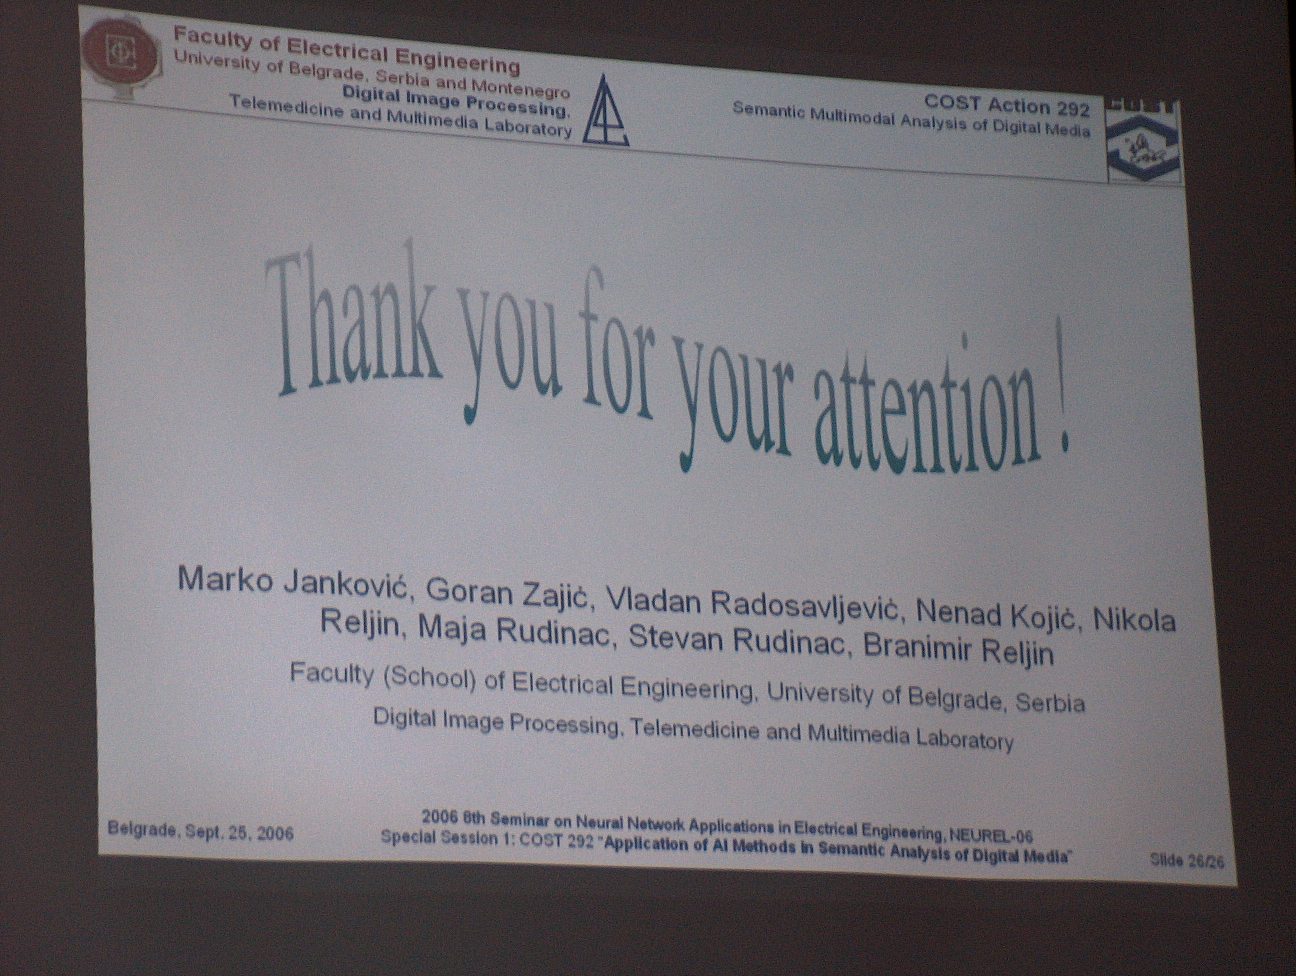 Faculty of Electrical Engineering
University of Belgrade, Serbia and Montenegro
Digital Image Processing,
Telemedicine and Multimedia Laboratory
COST Action 292
Semantic Multimodal Analysis of Digital Media
COST
Thank you for your attention !
Marko Janković, Goran Zajić, Vladan Radosavljević, Nenad Kojić, Nikola
Reljin, Maja Rudinac, Stevan Rudinac, Branimir Reljin
Faculty (School) of Electrical Engineering, University of Belgrade, Serbia
Digital Image Processing, Telemedicine and Multimedia Laboratory
Belgrade, Sept. 25, 2006
2006 8th Seminar on Neural Network Applications in Electrical Engineering, NEUREL-06
Special Session 1: COST 292 "Application of AI Methods in Semantic Analysis of Digital Media"
Slide 26/26